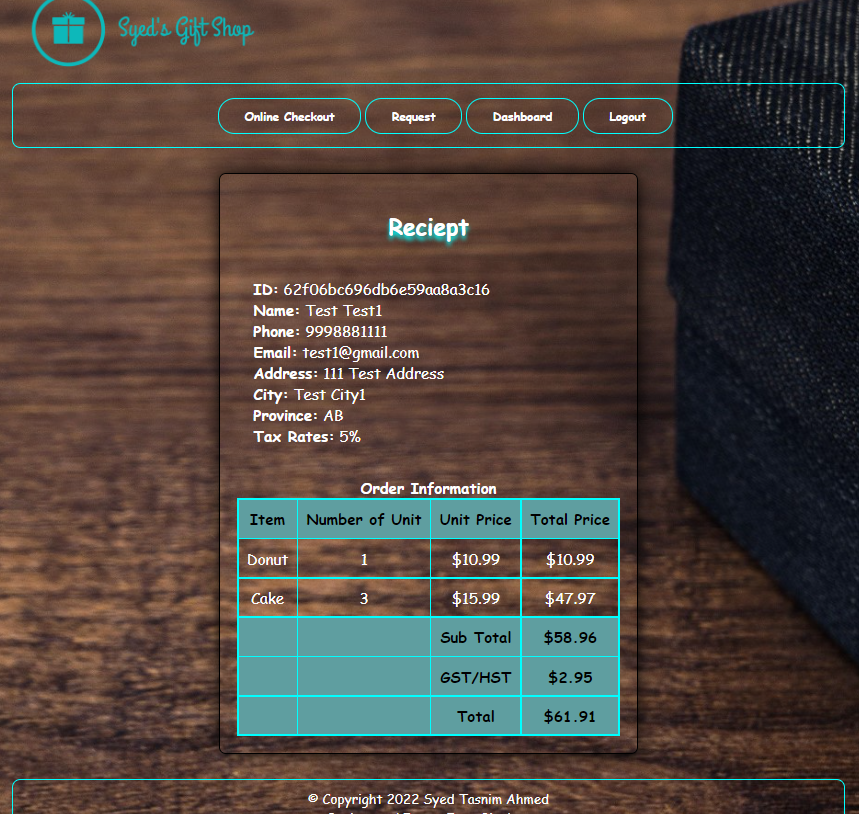 Syed's Gift Shop
Online Checkout Request Dashboard Logout
Reciept
ID: 62f06bc696db6e59aa8a3c16
Name: Test Test1
Phone: 9998881111
Email: test1@gmail.com
Address: 111 Test Address
City: Test City1
Province: AB
Tax Rates: 5%
Order Information
Item Number of Unit Unit Price Total Price
Donut 1 $10.99 $10.99
Cake 3 $15.99 $47.97
Sub Total $58.96
GST/HST $2.95
Total $61.91
© Copyright 2022 Syed Tasnim Ahmed